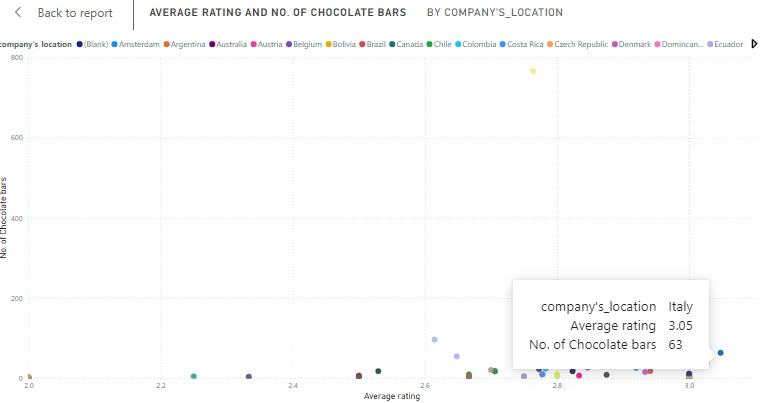 Back to report
AVERAGE RATING AND NO. OF CHOCOLATE BARS BY COMPANY'S_LOCATION
company's_location (Blank) Amsterdam Argentina Australia Austria Belgium Bolivia Brazil Canada Chile Colombia Costa Rica Czech Republic Denmark Domincan... Ecuador
800
600
400
200
0
No. of Chocolate bars
company's_location Italy
Average rating 3.05
No. of Chocolate bars 63
2.0 2.2 2.4 2.6 2.8 3.0
Average rating